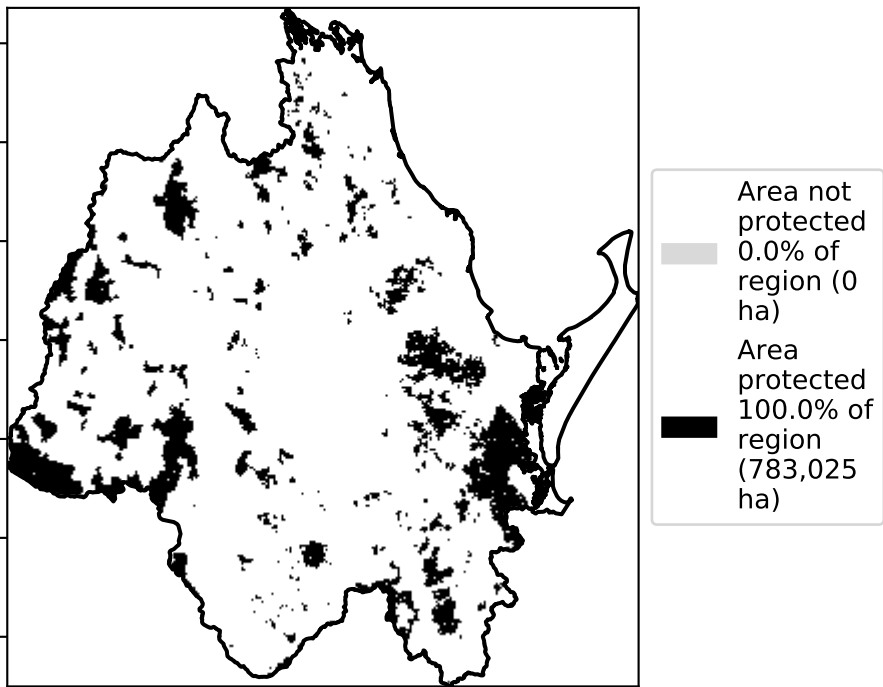 Area not
protected
0.0% of
region (0
ha)
Area
protected
100.0% of
region
(783,025
ha)